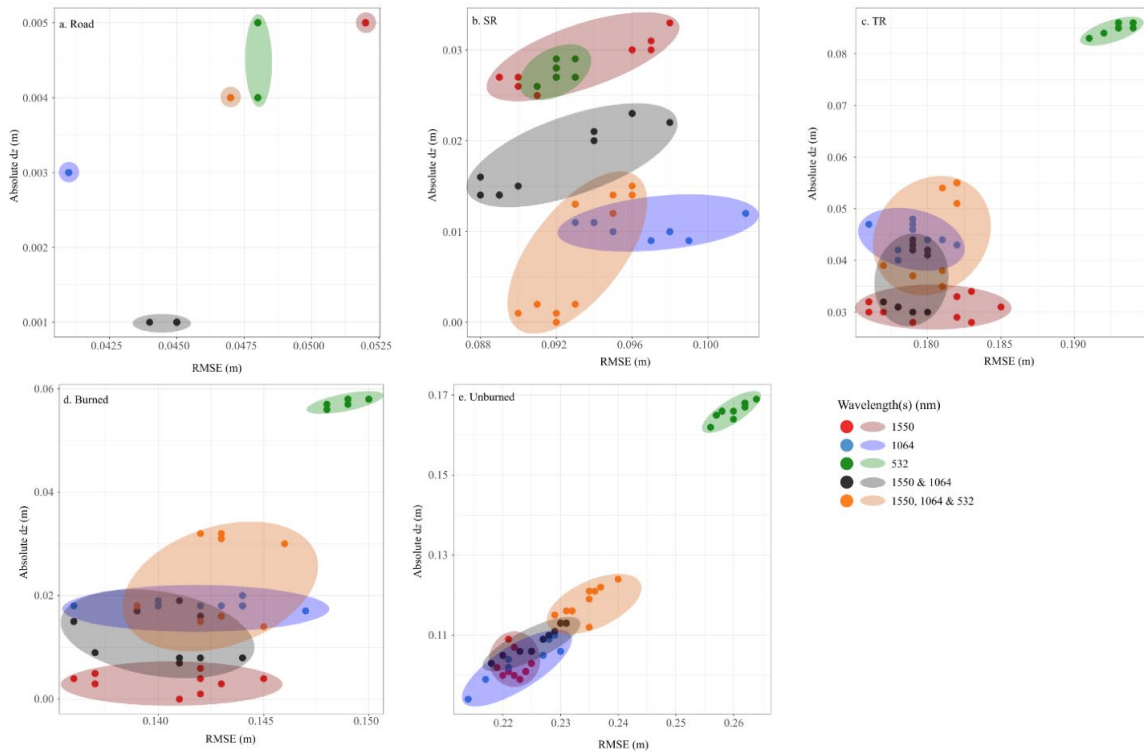 a. Road
0.005
0.004
0.003
0.002
0.001
Absolute dz (m)
0.0425 0.0450 0.0475 0.0500 0.0525
RMSE (m)
b. SR
0.03
0.02
0.01
0.00
Absolute dz (m)
0.088 0.092 0.096 0.100
RMSE (m)
c. TR
0.08
0.07
0.06
0.05
0.04
0.03
Absolute dz (m)
0.180 0.185 0.190
RMSE (m)
d. Burned
0.06
0.04
0.02
0.00
Absolute dz (m)
0.140 0.145 0.150
RMSE (m)
e. Unburned
0.17
0.15
0.13
0.11
Absolute dz (m)
0.22 0.23 0.24 0.25 0.26
RMSE (m)
Wavelength(s) (nm)
1550
1064
532
1550 & 1064
1550, 1064 & 532